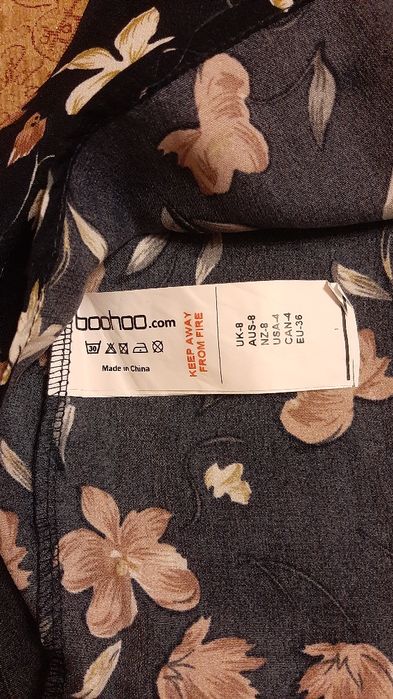 boohoo.com
30
Made in China
KEEP AWAY
FROM FIRE
UK-8
AUS-8
NZ-8
USA-4
CAN-4
EU-36